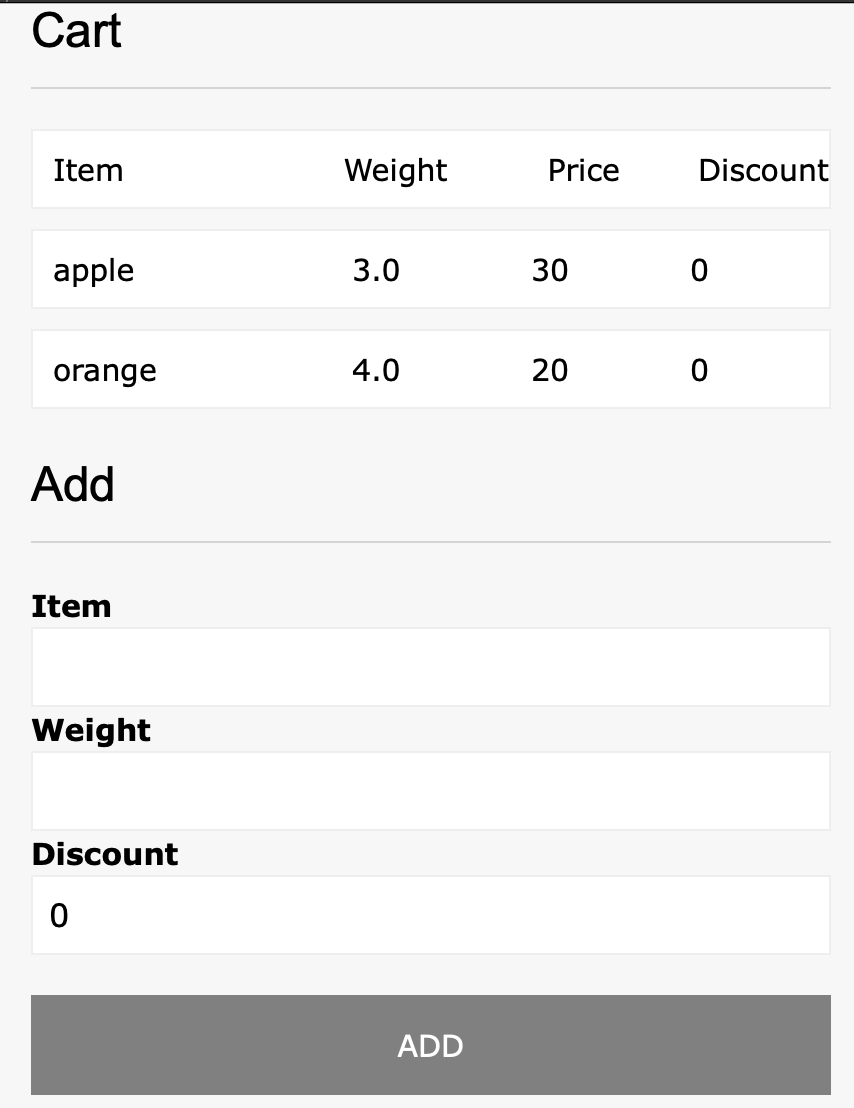 Cart
Item Weight Price Discount
apple 3.0 30 0
orange 4.0 20 0
Add
Item
Weight
Discount
0
ADD